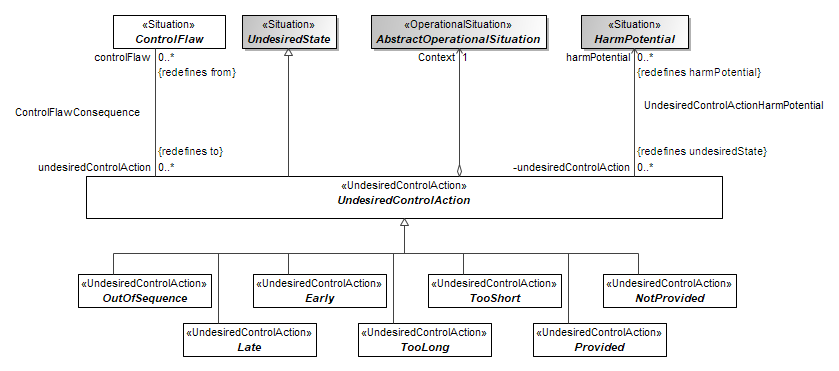 «Situation»
ControlFlaw
«Situation»
UndesiredState
«OperationalSituation»
AbstractOperationalSituation
«Situation»
HarmPotential
controlFlaw 0..*
{redefines from}
Context 1
harmPotential 0..*
{redefines harmPotential}
ControlFlawConsequence
UndesiredControlActionHarmPotential
{redefines to}
undesiredControlAction 0..*
{redefines undesiredState}
-undesiredControlAction 0..*
«UndesiredControlAction»
UndesiredControlAction
«UndesiredControlAction»
OutOfSequence
«UndesiredControlAction»
Early
«UndesiredControlAction»
TooShort
«UndesiredControlAction»
NotProvided
«UndesiredControlAction»
Late
«UndesiredControlAction»
TooLong
«UndesiredControlAction»
Provided